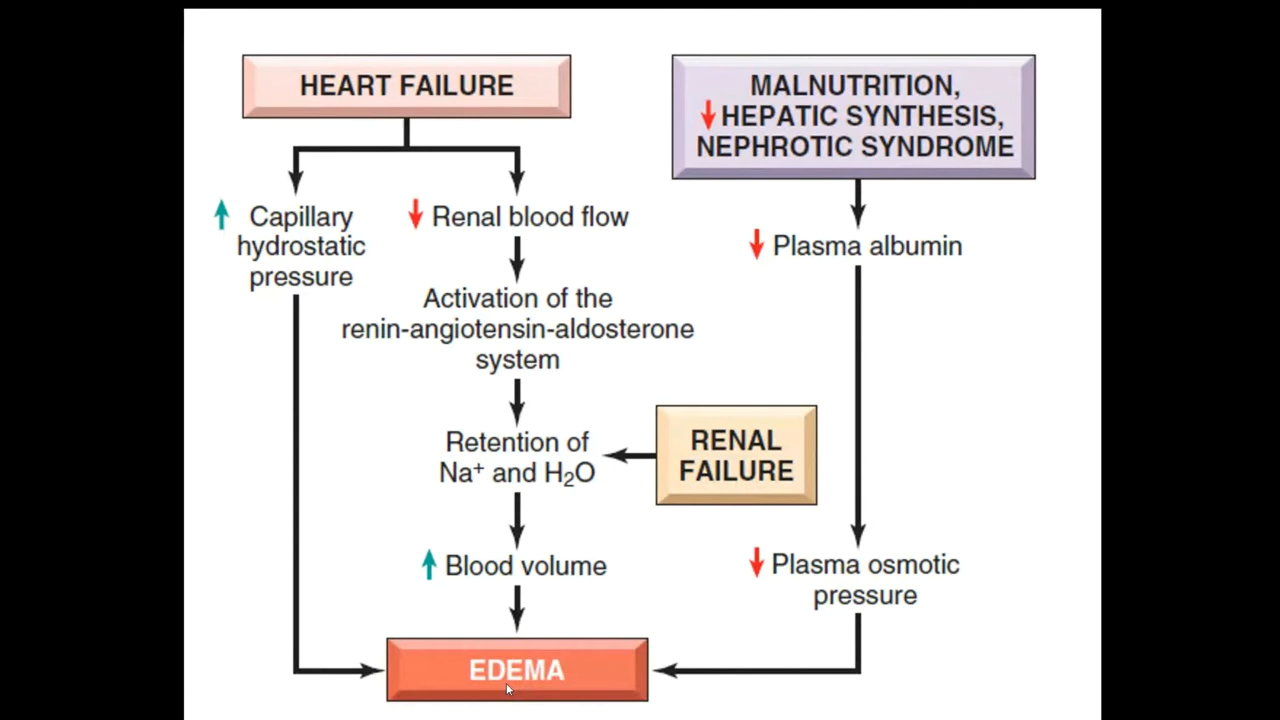 HEART FAILURE
MALNUTRITION,
↓ HEPATIC SYNTHESIS,
NEPHROTIC SYNDROME
↑ Capillary
hydrostatic
pressure
↓ Renal blood flow
Activation of the
renin-angiotensin-aldosterone
system
Retention of
Na⁺ and H₂O
↑ Blood volume
RENAL
FAILURE
↓ Plasma albumin
↓ Plasma osmotic
pressure
EDEMA